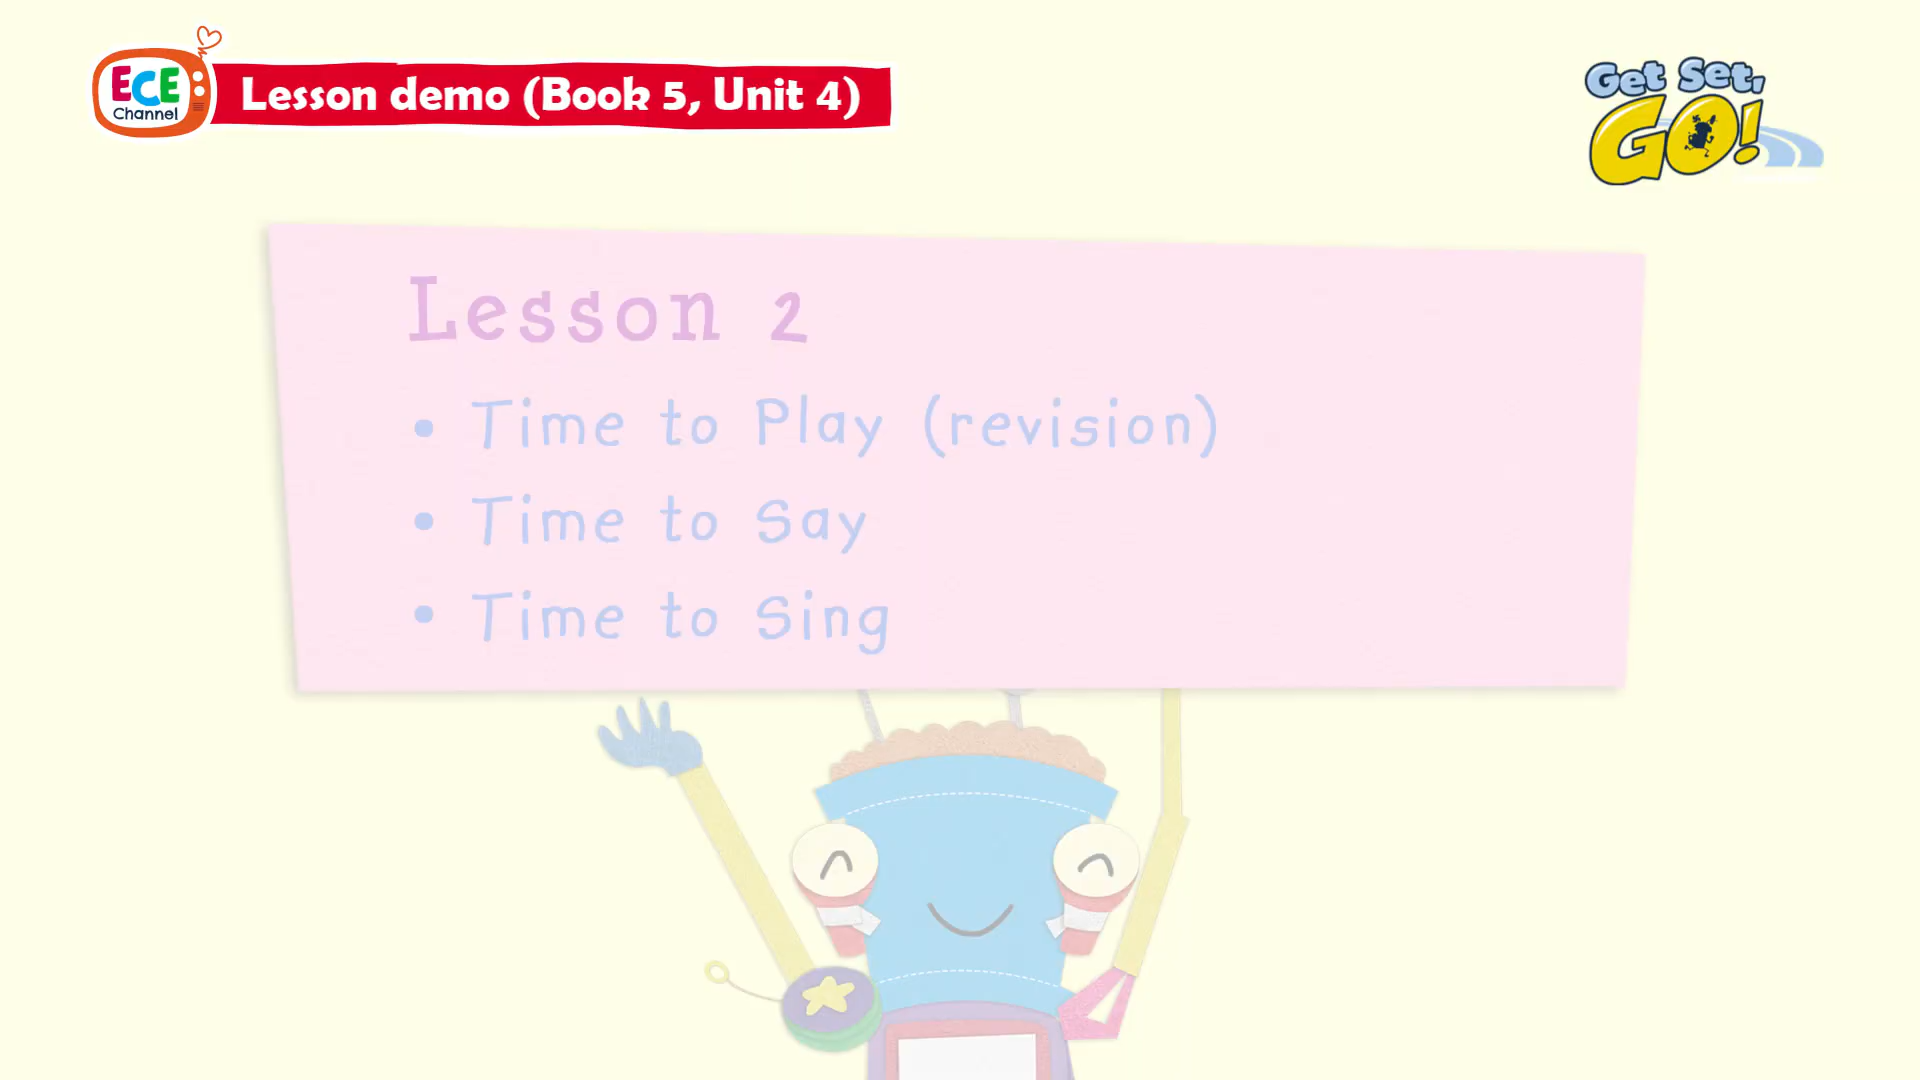 ECE
Channel
Lesson demo (Book 5, Unit 4)
Get Set,
GO!
Lesson 2
• Time to Play (revision)
• Time to Say
• Time to Sing